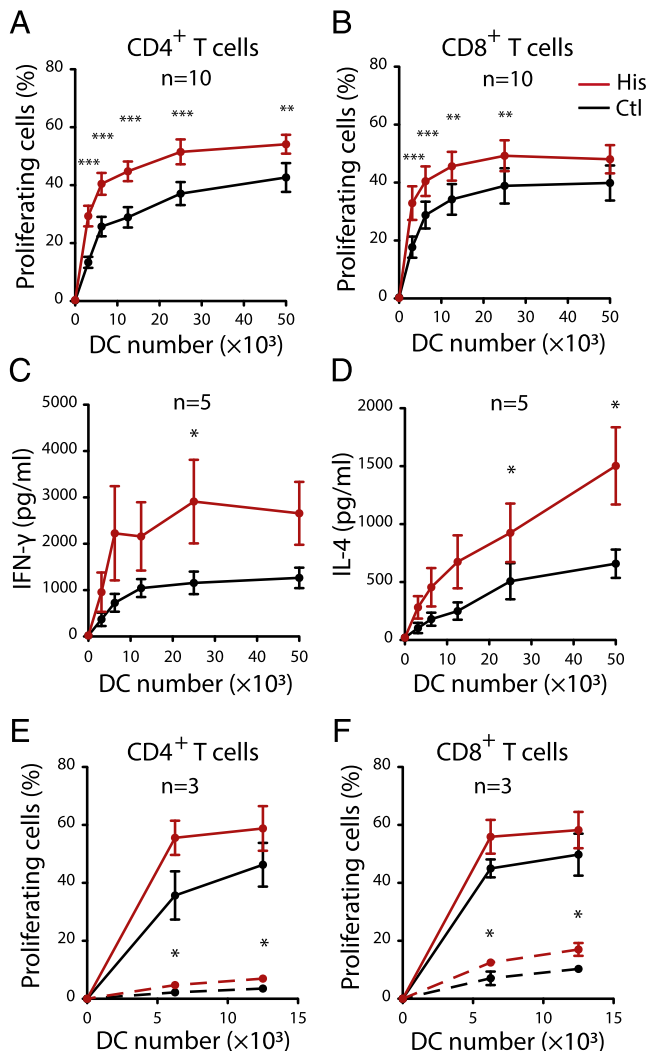 A
CD4+ T cells
n=10
Proliferating cells (%)
80
60
40
20
0
***
***
***
***
**
0 10 20 30 40 50
DC number (×10³)
B
CD8+ T cells
n=10
His
Ctl
Proliferating cells (%)
80
60
40
20
0
***
***
**
**
0 10 20 30 40 50
DC number (×10³)
C
n=5
IFN-γ (pg/ml)
5000
4000
3000
2000
1000
0
*
0 10 20 30 40 50
DC number (×10³)
D
n=5
IL-4 (pg/ml)
2000
1500
1000
500
0
*
*
0 10 20 30 40 50
DC number (×10³)
E
CD4+ T cells
n=3
Proliferating cells (%)
80
60
40
20
0
*
*
0 5 10 15
DC number (×10³)
F
CD8+ T cells
n=3
Proliferating cells (%)
80
60
40
20
0
*
*
0 5 10 15
DC number (×10³)